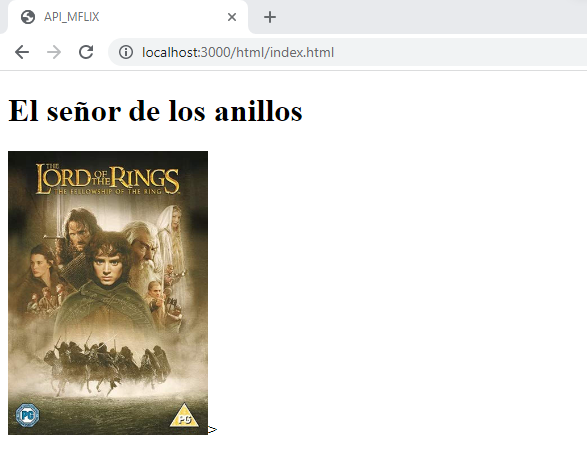 API_MFLIX
localhost:3000/html/index.html
El señor de los anillos
THE
LORD OF THE RINGS
THE FELLOWSHIP OF THE RING
PG
PG
>